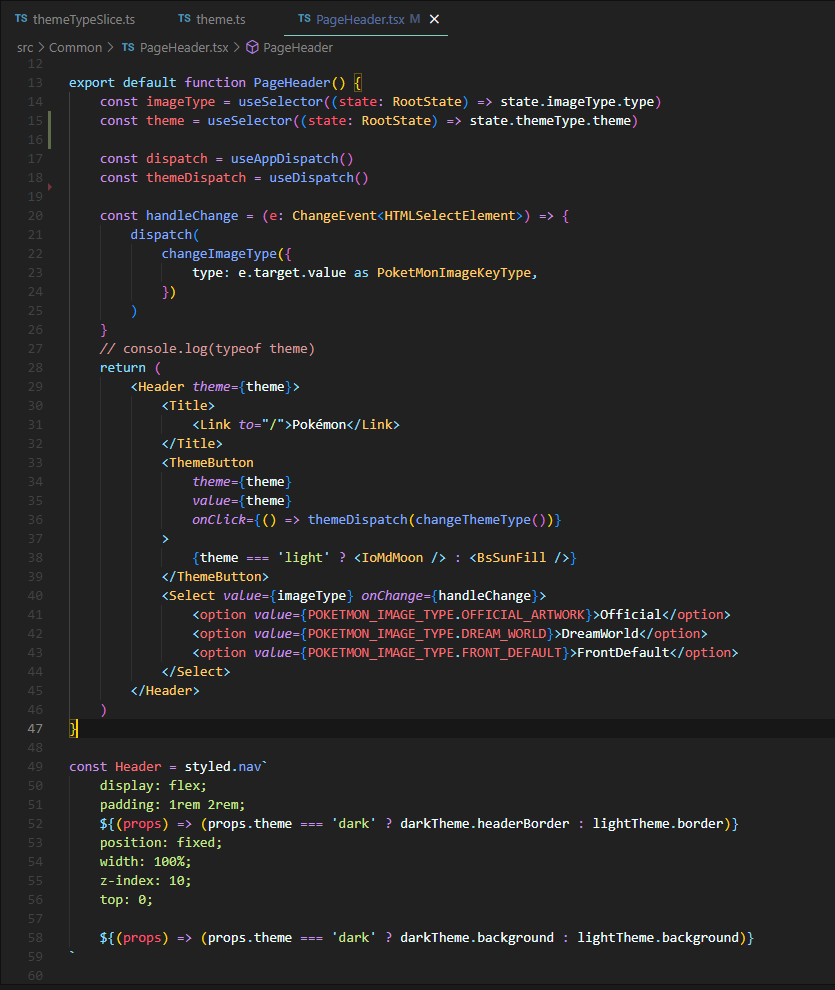 TS themeTypeSlice.ts TS theme.ts TS PageHeader.tsx M ×
src > Common > TS PageHeader.tsx > PageHeader
12
13 export default function PageHeader() {
14 const imageType = useSelector((state: RootState) => state.imageType.type)
15 const theme = useSelector((state: RootState) => state.themeType.theme)
16
17 const dispatch = useAppDispatch()
18 const themeDispatch = useDispatch()
19
20 const handleChange = (e: ChangeEvent<HTMLSelectElement>) => {
21 dispatch(
22 changeImageType({
23 type: e.target.value as PoketMonImageKeyType,
24 })
25 )
26 }
27 // console.log(typeof theme)
28 return (
29 <Header theme={theme}>
30 <Title>
31 <Link to="/">Pokémon</Link>
32 </Title>
33 <ThemeButton
34 theme={theme}
35 value={theme}
36 onClick={() => themeDispatch(changeThemeType())}
37 >
38 {theme === 'light' ? <IoMdMoon /> : <BsSunFill />}
39 </ThemeButton>
40 <Select value={imageType} onChange={handleChange}>
41 <option value={POKETMON_IMAGE_TYPE.OFFICIAL_ARTWORK}>Official</option>
42 <option value={POKETMON_IMAGE_TYPE.DREAM_WORLD}>DreamWorld</option>
43 <option value={POKETMON_IMAGE_TYPE.FRONT_DEFAULT}>FrontDefault</option>
44 </Select>
45 </Header>
46 )
47 }
48
49 const Header = styled.nav`
50 display: flex;
51 padding: 1rem 2rem;
52 ${(props) => (props.theme === 'dark' ? darkTheme.headerBorder : lightTheme.border)}
53 position: fixed;
54 width: 100%;
55 z-index: 10;
56 top: 0;
57
58 ${(props) => (props.theme === 'dark' ? darkTheme.background : lightTheme.background)}
59 `
60